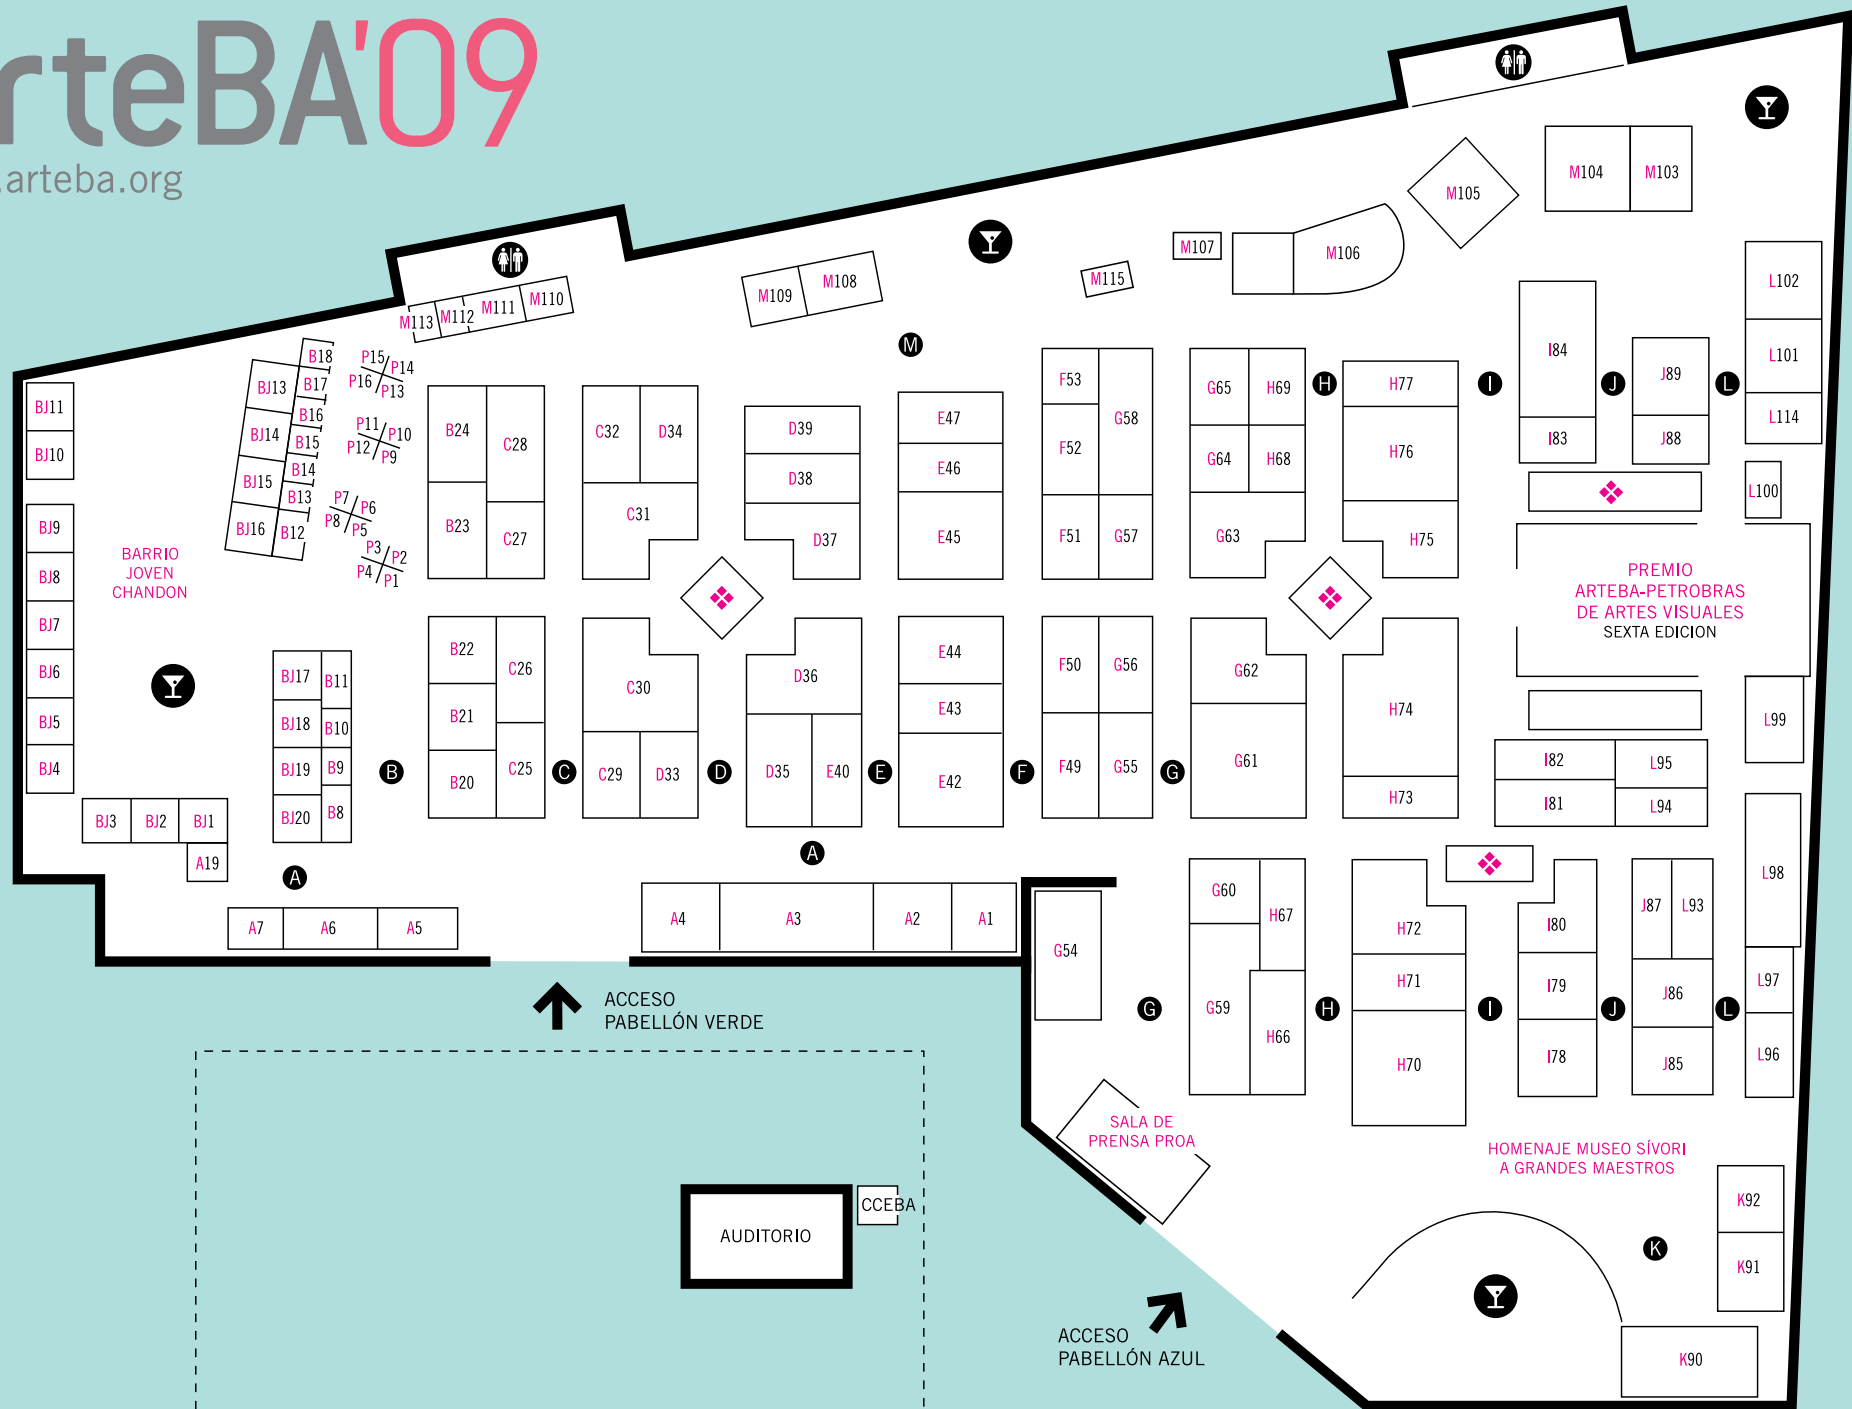 rteBA'09
.arteba.org
M104
M103
M105
M107
M106
M115
M108
M109
M110
M111
M112
M113
L102
L101
L114
L100
I84
I83
J89
J88
H
I
J
L
M
B18
B17
B16
B15
B14
B13
B12
BJ13
BJ14
BJ15
BJ16
P15
P14
P16
P13
P11
P10
P12
P9
P7
P6
P8
P5
P3
P2
P4
P1
BJ11
BJ10
BJ9
BJ8
BJ7
BJ6
BJ5
BJ4
BJ3
BJ2
BJ1
A19
BARRIO
JOVEN
CHANDON
B24
C28
B23
C27
C32
D34
C31
D39
D38
D37
E47
E46
E45
F53
G58
F52
F51
G57
G65
H69
G64
H68
G63
H77
H76
H75
PREMIO
ARTEBA-PETROBRAS
DE ARTES VISUALES
SEXTA EDICION
BJ17
B11
BJ18
B10
BJ19
B9
BJ20
B8
B22
C26
B21
B20
C25
C30
C29
D33
D36
D35
E40
E44
E43
E42
F50
G56
F49
G55
G62
G61
H74
H73
L99
I82
L95
I81
L94
L98
B
C
D
E
F
G
A
A
A7
A6
A5
A4
A3
A2
A1
G54
G60
H67
G59
H66
H72
H71
H70
I80
I79
I78
J87
L93
J86
J85
L97
L96
G
H
I
J
L
ACCESO
PABELLÓN VERDE
SALA DE
PRENSA PROA
HOMENAJE MUSEO SÍVORI
A GRANDES MAESTROS
K92
K91
K
K90
CCEBA
AUDITORIO
ACCESO
PABELLÓN AZUL